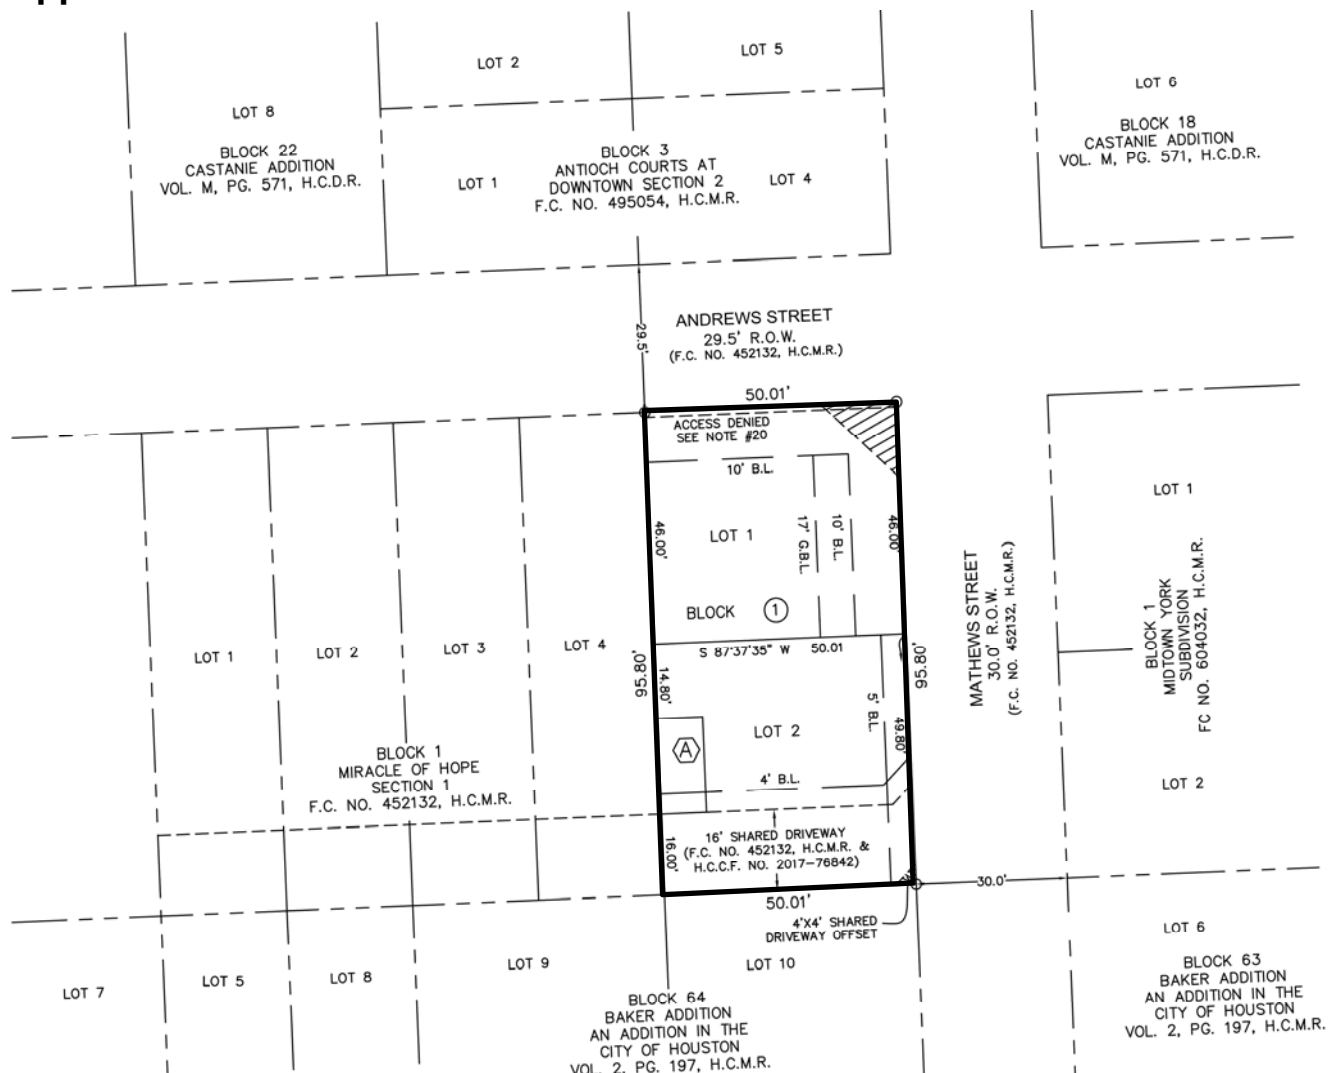 LOT 2
LOT 5
LOT 8
BLOCK 22
CASTANIE ADDITION
VOL. M, PG. 571, H.C.D.R.
LOT 1
BLOCK 3
ANTIOCH COURTS AT
DOWNTOWN SECTION 2
F.C. NO. 495054, H.C.M.R.
LOT 4
LOT 6
BLOCK 18
CASTANIE ADDITION
VOL. M, PG. 571, H.C.D.R.
29.5'
ANDREWS STREET
29.5' R.O.W.
(F.C. NO. 452132, H.C.M.R.)
50.01'
ACCESS DENIED
SEE NOTE #20
10' B.L.
46.00'
LOT 1
17' G.B.L.
10' B.L.
46.00'
BLOCK 1
S 87°37'35" W 50.01
95.80'
14.80'
LOT 2
A
5' B.L.
49.80'
95.80'
4' B.L.
16.00'
16' SHARED DRIVEWAY
(F.C. NO. 452132, H.C.M.R. &
H.C.C.F. NO. 2017-76842)
50.01'
30.0'
4'X4' SHARED
DRIVEWAY OFFSET
MATHEWS STREET
30.0' R.O.W.
(F.C. NO. 452132, H.C.M.R.)
LOT 1
BLOCK 1
MIDTOWN YORK
SUBDIVISION
FC NO. 604032, H.C.M.R.
LOT 2
LOT 1
LOT 2
LOT 3
LOT 4
BLOCK 1
MIRACLE OF HOPE
SECTION 1
F.C. NO. 452132, H.C.M.R.
LOT 7
LOT 5
LOT 8
LOT 9
LOT 10
BLOCK 64
BAKER ADDITION
AN ADDITION IN THE
CITY OF HOUSTON
VOL. 2, PG. 197, H.C.M.R.
LOT 6
BLOCK 63
BAKER ADDITION
AN ADDITION IN THE
CITY OF HOUSTON
VOL. 2, PG. 197, H.C.M.R.